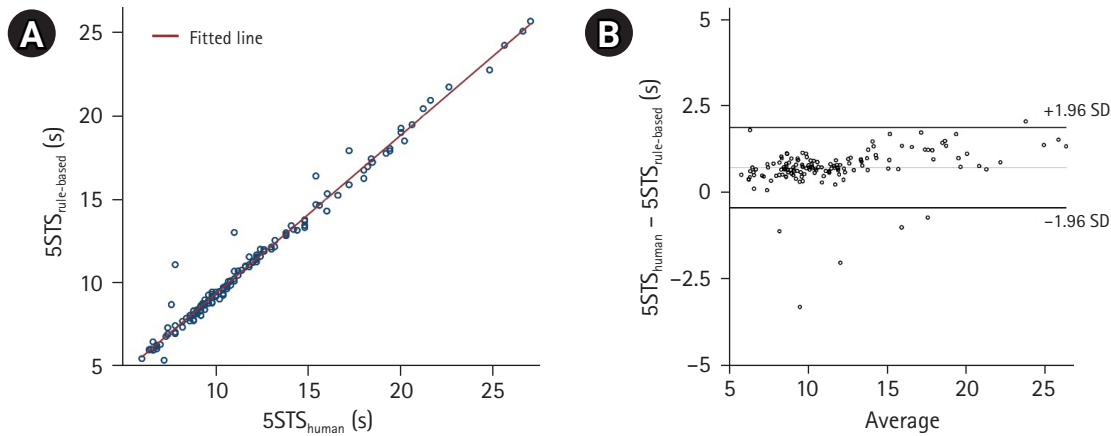 A
Fitted line
25
20
15
10
5
10
15
20
25
5STSrule-based (s)
5STShuman (s)
B
5
2.5
0
−2.5
−5
5
10
15
20
25
+1.96 SD
−1.96 SD
5STShuman − 5STSrule-based (s)
Average